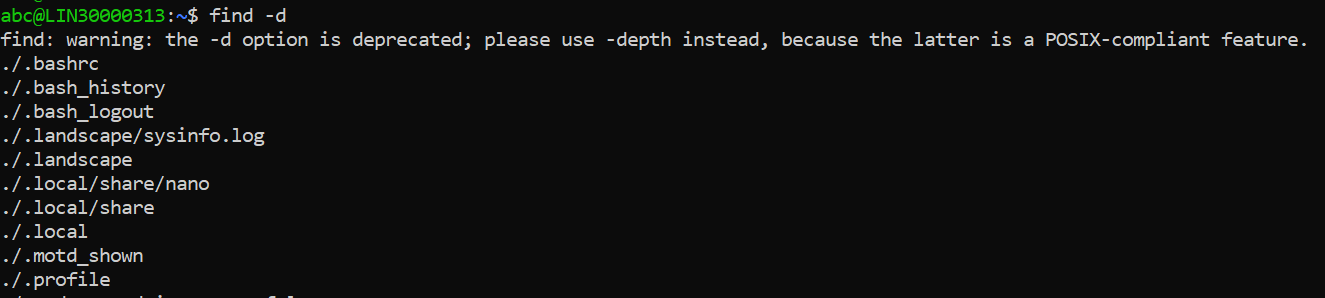 abc@LIN30000313:~$ find -d
find: warning: the -d option is deprecated; please use -depth instead, because the latter is a POSIX-compliant feature.
./.bashrc
./.bash_history
./.bash_logout
./.landscape/sysinfo.log
./.landscape
./.local/share/nano
./.local/share
./.local
./.motd_shown
./.profile